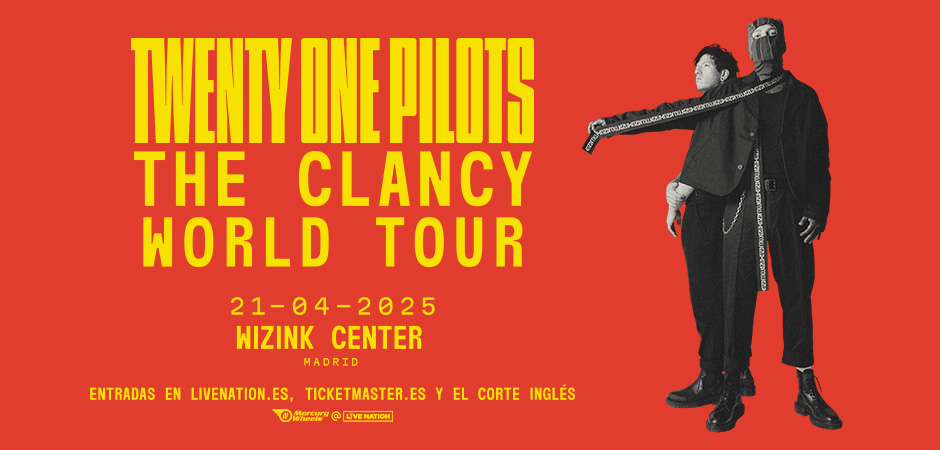 TWENTY ONE PILOTS
THE CLANCY
WORLD TOUR
21-04-2025
WIZINK CENTER
MADRID
ENTRADAS EN LIVENATION.ES, TICKETMASTER.ES Y EL CORTE INGLÉS
Mercury Wheels @ LIVE NATION